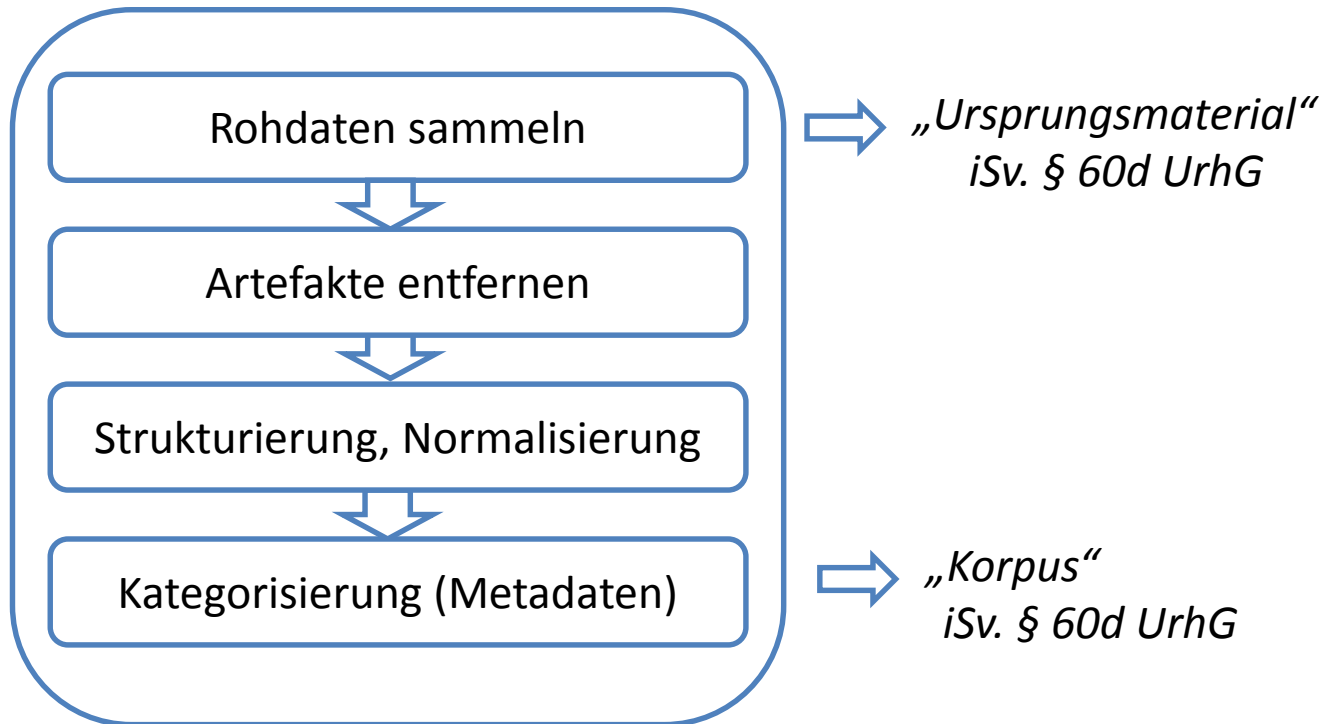 Rohdaten sammeln
„Ursprungsmaterial“
iSv. § 60d UrhG
Artefakte entfernen
Strukturierung, Normalisierung
Kategorisierung (Metadaten)
„Korpus“
iSv. § 60d UrhG